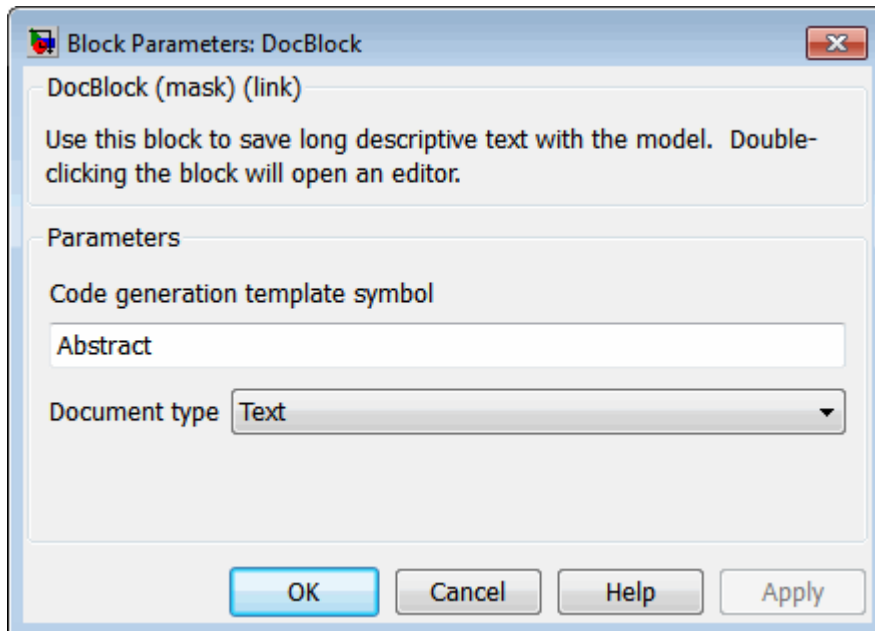 Block Parameters: DocBlock
DocBlock (mask) (link)
Use this block to save long descriptive text with the model.  Double-
clicking the block will open an editor.
Parameters
Code generation template symbol
Abstract
Document type Text
OK Cancel Help Apply